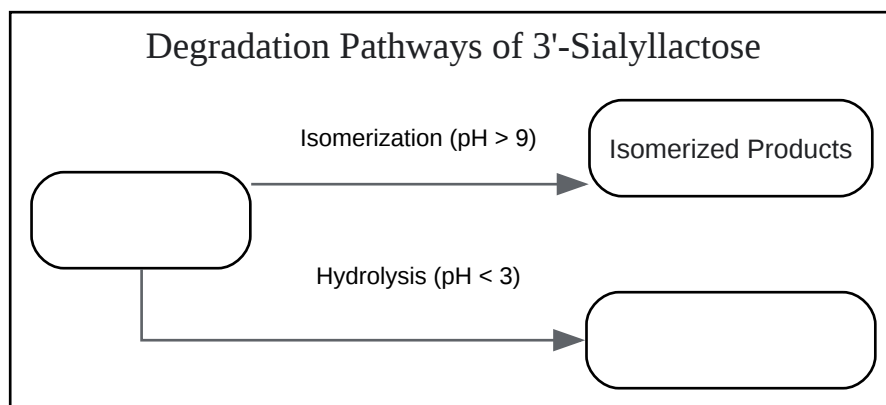 Degradation Pathways of 3'-Sialyllactose
Isomerization (pH > 9)
Isomerized Products
Hydrolysis (pH < 3)